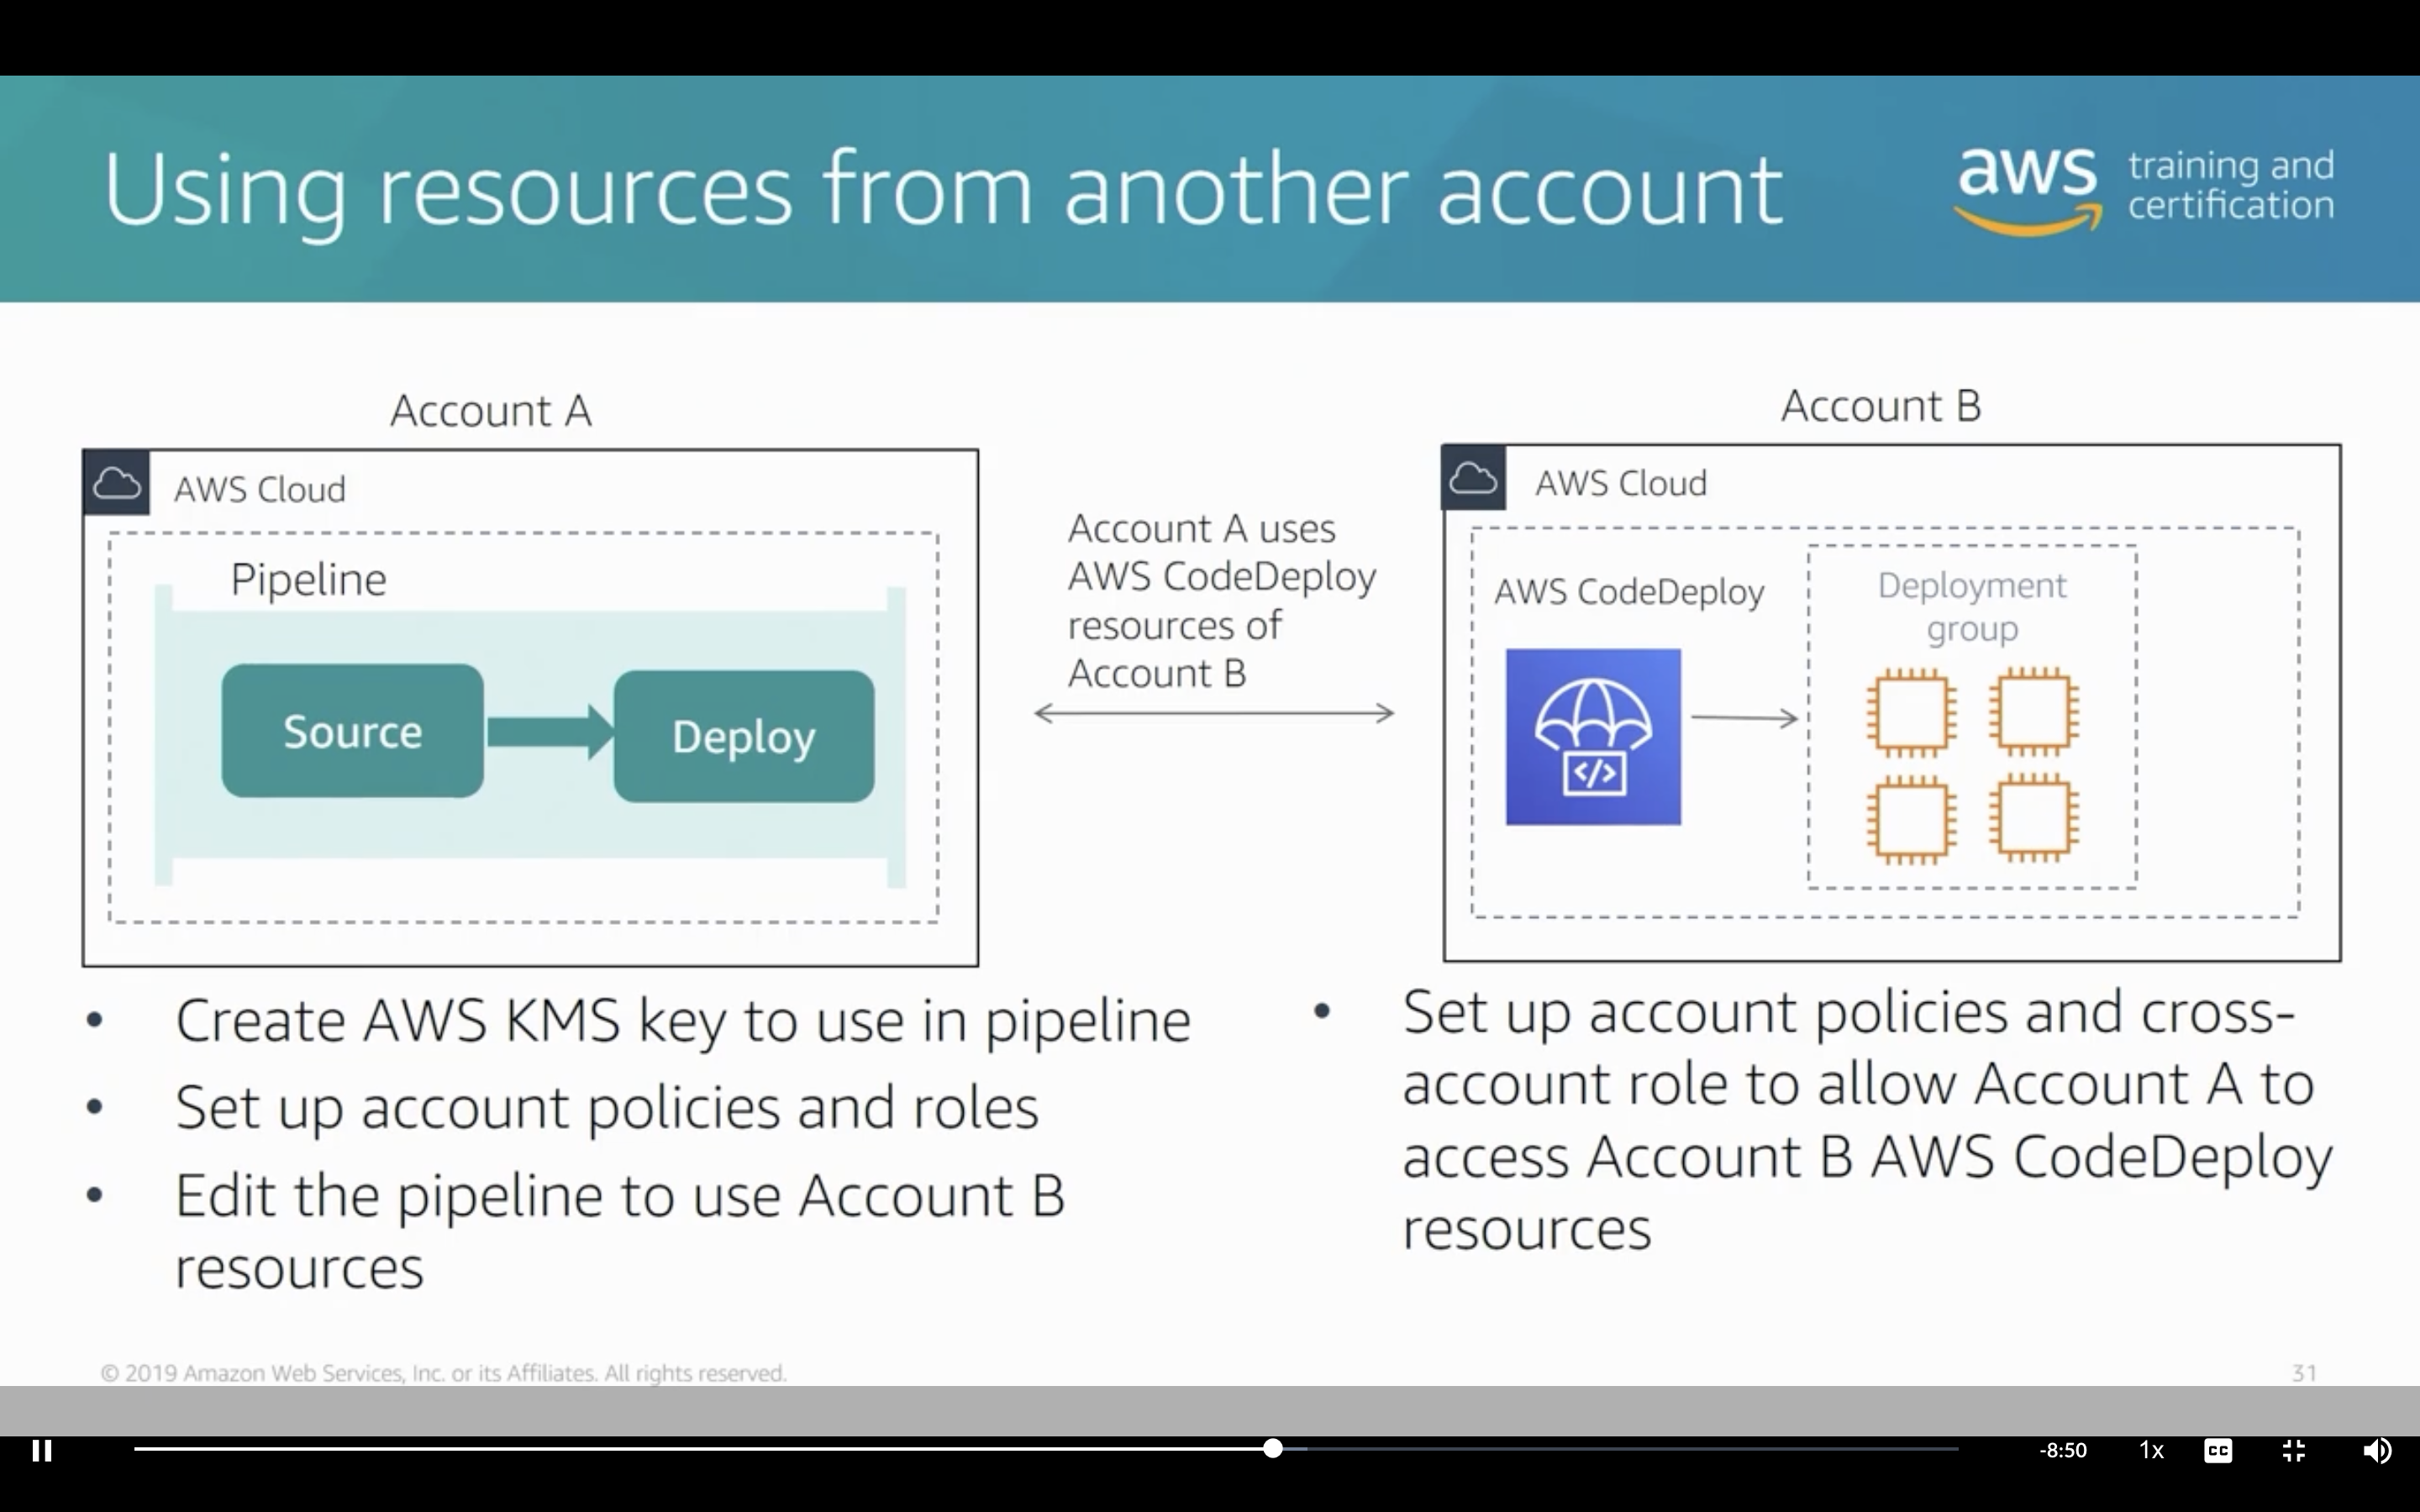 Using resources from another account
aws training and
certification
Account A
AWS Cloud
Pipeline
Source
Deploy
Account A uses
AWS CodeDeploy
resources of
Account B
Account B
AWS Cloud
AWS CodeDeploy
</>
Deployment
group
• Create AWS KMS key to use in pipeline
• Set up account policies and roles
• Edit the pipeline to use Account B
resources
• Set up account policies and cross-
account role to allow Account A to
access Account B AWS CodeDeploy
resources
© 2019 Amazon Web Services, Inc. or its Affiliates. All rights reserved.
31
-8:50
1x
CC